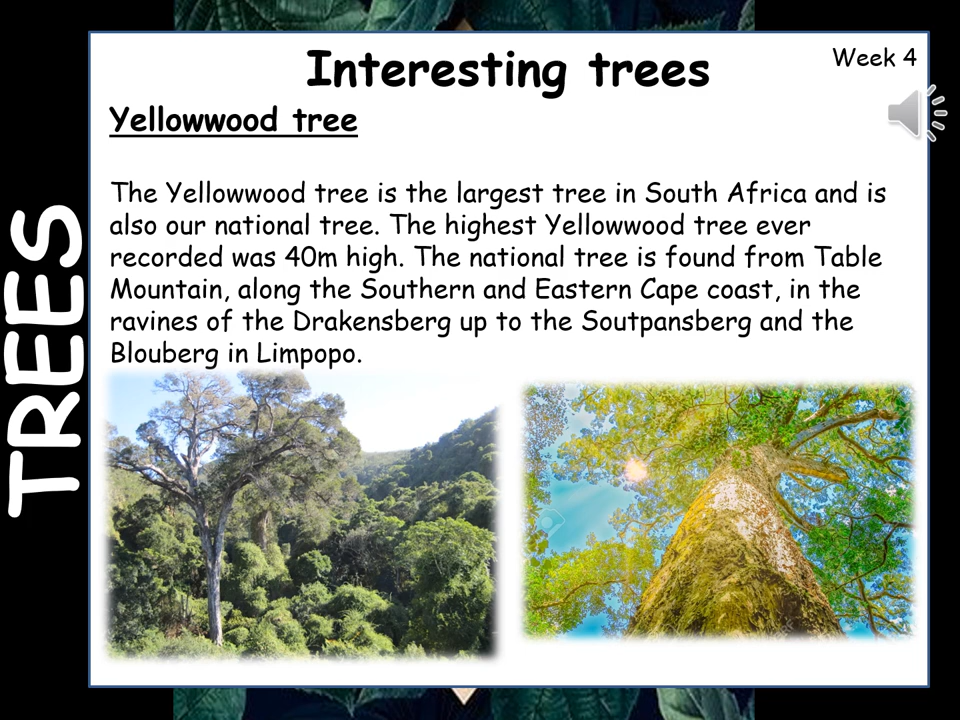 Interesting trees
Week 4
Yellowwood tree
The Yellowwood tree is the largest tree in South Africa and is
also our national tree. The highest Yellowwood tree ever
recorded was 40m high. The national tree is found from Table
Mountain, along the Southern and Eastern Cape coast, in the
ravines of the Drakensberg up to the Soutpansberg and the
Blouberg in Limpopo.
TREES